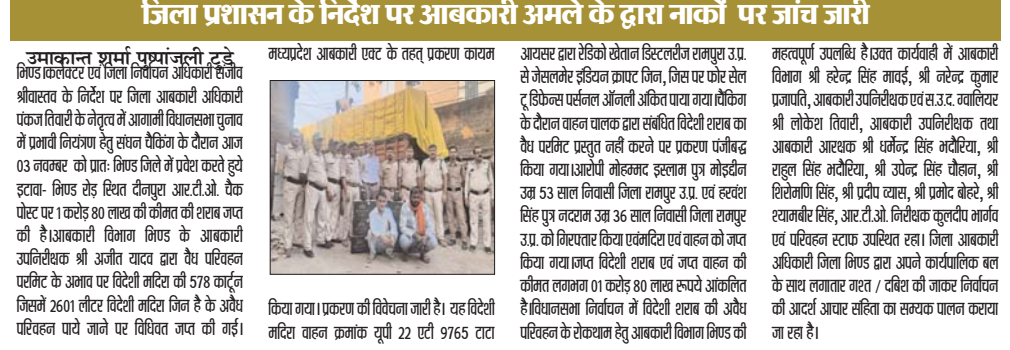 जिला प्रशासन के निर्देश पर आबकारी अमले के द्वारा नाकों पर जांच जारी
उमाकान्त शर्मा पुष्पांजली टुडे
भिण्ड।कलेक्टर एवं जिला निर्वाचन अधिकारी संजीव
श्रीवास्तव के निर्देश पर जिला आबकारी अधिकारी
पंकज तिवारी के नेतृत्व में आगामी विधानसभा चुनाव
में प्रभावी नियंत्रण हेतु संघन चैकिंग के दौरान आज
03 नवम्बर को प्रातः भिण्ड जिले में प्रवेश करते हुये
इटावा- भिण्ड रोड़ स्थित दीनपुरा आर.टी.ओ. चैक
पोस्ट पर 1 करोड़ 80 लाख की कीमत की शराब जप्त
की है।आबकारी विभाग भिण्ड के आबकारी
उपनिरीक्षक श्री अजीत यादव द्वारा वैध परिवहन
परमिट के अभाव पर विदेशी मदिरा की 578 कार्टून
जिसमें 2601 लीटर विदेशी मदिरा जिन है के अवैध
परिवहन पाये जाने पर विधिवत जप्त की गई।
मध्यप्रदेश आबकारी एक्ट के तहत् प्रकरण कायम
किया गया। प्रकरण की विवेचना जारी है। यह विदेशी
मदिरा वाहन क्रमांक यूपी 22 एटी 9765 टाटा
आयसर द्वारा रेडिको खेतान डिस्टलरीज रामपुरा उ.प्र.
से जेसलमेर इंडियन क्राफ्ट जिन, जिस पर फोर सेल
टू डिफेन्स पर्सनल ऑनली अंकित पाया गया।चैकिंग
के दौरान वाहन चालक द्वारा संबंधित विदेशी शराब का
वैध परमिट प्रस्तुत नहीं करने पर प्रकरण पंजीबद्ध
किया गया।आरोपी मोहम्मद इस्लाम पुत्र मोइद्दीन
उम्र 53 साल निवासी जिला रामपुर उ.प्र. एवं हरवंश
सिंह पुत्र नदराम उम्र 36 साल निवासी जिला रामपुर
उ.प्र. को गिरफ्तार किया एवंमदिरा एवं वाहन को जप्त
किया गया।जप्त विदेशी शराब एवं जप्त वाहन की
कीमत लगभग 01 करोड़ 80 लाख रूपये आंकलित
है।विधानसभा निर्वाचन में विदेशी शराब की अवैध
परिवहन के रोकथाम हेतु आबकारी विभाग भिण्ड की
महत्वपूर्ण उपलब्धि है।उक्त कार्यवाही में आबकारी
विभाग श्री हरेन्द्र सिंह मावई, श्री नरेन्द्र कुमार
प्रजापति, आबकारी उपनिरीक्षक एवं स.उ.द. ग्वालियर
श्री लोकेश तिवारी, आबकारी उपनिरीक्षक तथा
आबकारी आरक्षक श्री धर्मेन्द्र सिंह भदौरिया, श्री
राहुल सिंह भदौरिया, श्री उपेन्द्र सिंह चौहान, श्री
शिरोमणि सिंह, श्री प्रदीप व्यास, श्री प्रमोद बोहरे, श्री
श्यामबीर सिंह, आर.टी.ओ. निरीक्षक कुलदीप भार्गव
एवं परिवहन स्टाफ उपस्थित रहा। जिला आबकारी
अधिकारी जिला भिण्ड द्वारा अपने कार्यपालिक बल
के साथ लगातार गश्त / दबिश की जाकर निर्वाचन
की आदर्श आचार संहिता का सम्यक पालन कराया
जा रहा है।